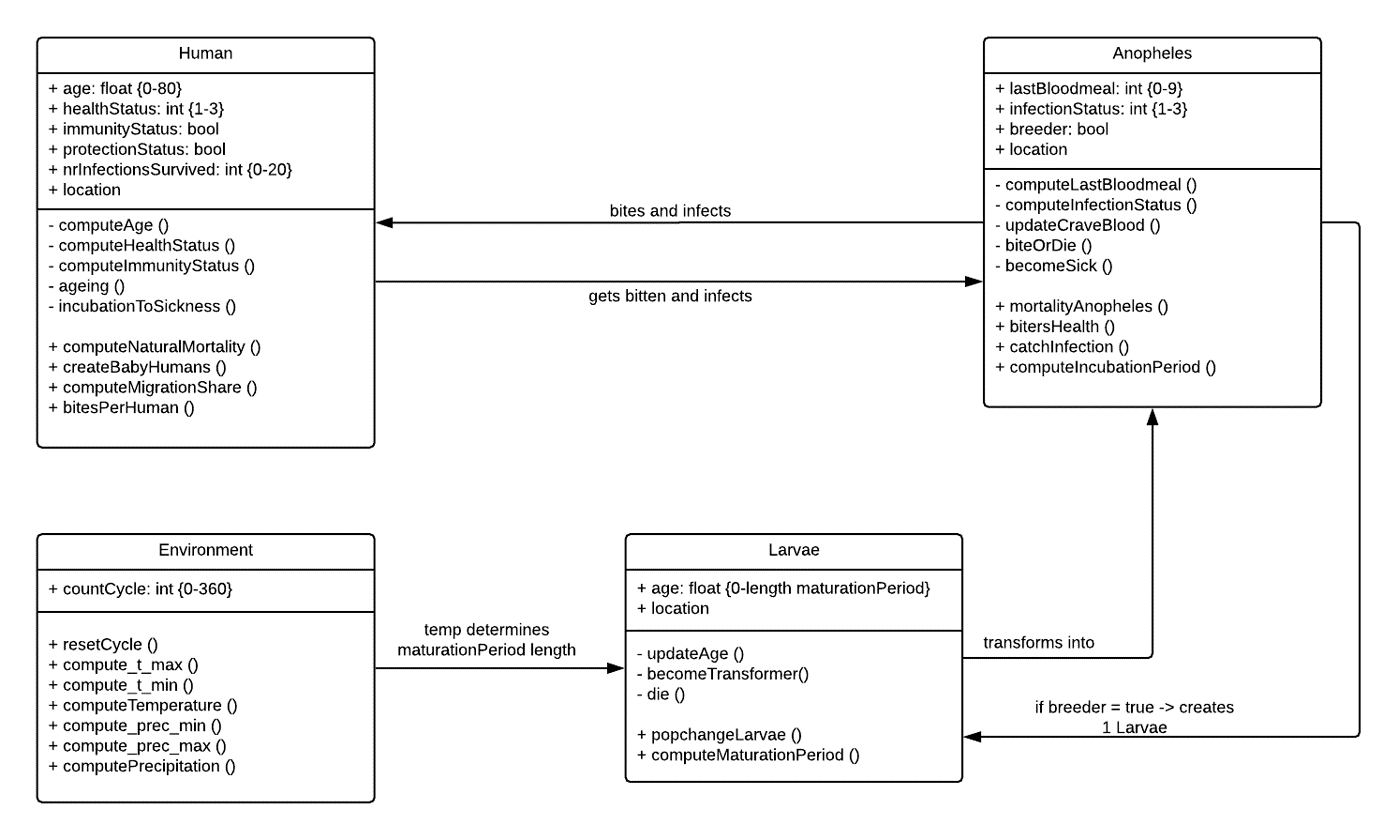 Human
+ age: float {0-80}
+ healthStatus: int {1-3}
+ immunityStatus: bool
+ protectionStatus: bool
+ nrInfectionsSurvived: int {0-20}
+ location
- computeAge ()
- computeHealthStatus ()
- computeImmunityStatus ()
- ageing ()
- incubationToSickness ()
+ computeNaturalMortality ()
+ createBabyHumans ()
+ computeMigrationShare ()
+ bitesPerHuman ()
bites and infects
gets bitten and infects
Anopheles
+ lastBloodmeal: int {0-9}
+ infectionStatus: int {1-3}
+ breeder: bool
+ location
- computeLastBloodmeal ()
- computeInfectionStatus ()
- updateCraveBlood ()
- biteOrDie ()
- becomeSick ()
+ mortalityAnopheles ()
+ bitersHealth ()
+ catchInfection ()
+ computeIncubationPeriod ()
Environment
+ countCycle: int {0-360}
+ resetCycle ()
+ compute_t_max ()
+ compute_t_min ()
+ computeTemperature ()
+ compute_prec_min ()
+ compute_prec_max ()
+ computePrecipitation ()
temp determines
maturationPeriod length
Larvae
+ age: float {0-length maturationPeriod}
+ location
- updateAge ()
- becomeTransformer()
- die ()
+ popchangeLarvae ()
+ computeMaturationPeriod ()
transforms into
if breeder = true -> creates
1 Larvae